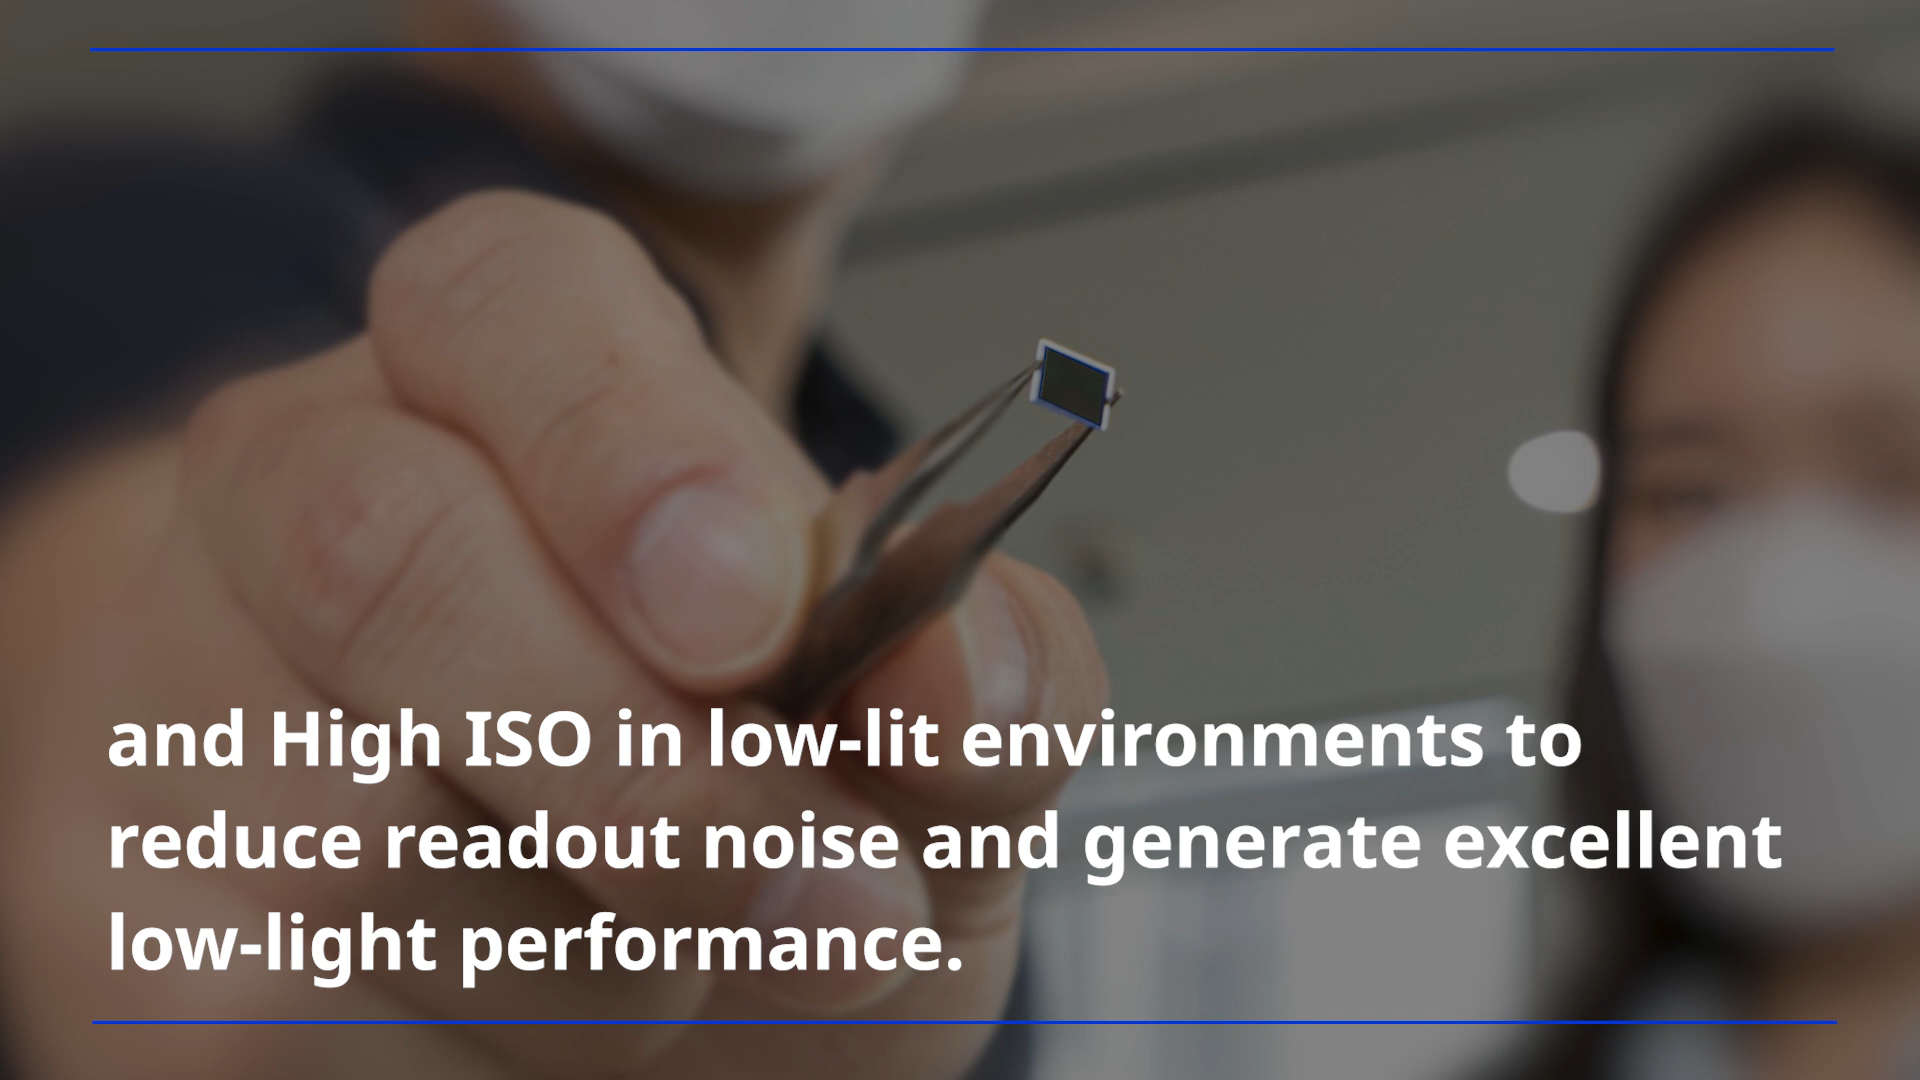 and High ISO in low-lit environments to
reduce readout noise and generate excellent
low-light performance.